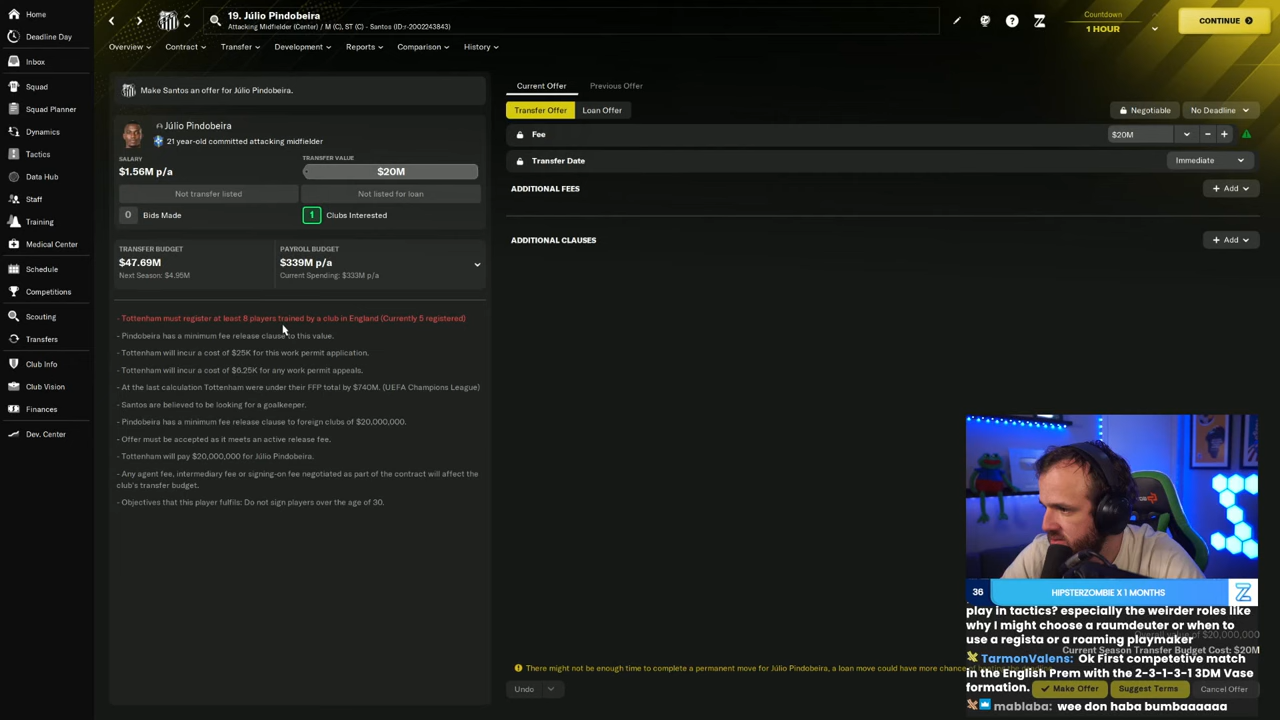 Home
Deadline Day
Inbox
Squad
Squad Planner
Dynamics
Tactics
Data Hub
Staff
Training
Medical Center
Schedule
Competitions
Scouting
Transfers
Club Info
Club Vision
Finances
Dev. Center
19. Júlio Pindobeira
Attacking Midfielder (Center) / M (C), ST (C) - Santos (ID:r-2002243843)
Countdown
1 HOUR
CONTINUE
Overview
Contract
Transfer
Development
Reports
Comparison
History
Make Santos an offer for Júlio Pindobeira.
Júlio Pindobeira
21 year-old committed attacking midfielder
SALARY
$1.56M p/a
TRANSFER VALUE
$20M
Not transfer listed
Not listed for loan
0 Bids Made
1 Clubs Interested
TRANSFER BUDGET
$47.69M
Next Season: $4.95M
PAYROLL BUDGET
$339M p/a
Current Spending: $333M p/a
- Tottenham must register at least 8 players trained by a club in England (Currently 5 registered)
- Pindobeira has a minimum fee release clause to this value.
- Tottenham will incur a cost of $25K for this work permit application.
- Tottenham will incur a cost of $6.25K for any work permit appeals.
- At the last calculation Tottenham were under their FFP total by $740M. (UEFA Champions League)
- Santos are believed to be looking for a goalkeeper.
- Pindobeira has a minimum fee release clause to foreign clubs of $20,000,000.
- Offer must be accepted as it meets an active release fee.
- Tottenham will pay $20,000,000 for Júlio Pindobeira.
- Any agent fee, intermediary fee or signing-on fee negotiated as part of the contract will affect the
club's transfer budget.
- Objectives that this player fulfils: Do not sign players over the age of 30.
Current Offer
Previous Offer
Transfer Offer
Loan Offer
Negotiable
No Deadline
Fee
$20M
Transfer Date
Immediate
ADDITIONAL FEES
+ Add
ADDITIONAL CLAUSES
+ Add
36
HIPSTERZOMBIE X 1 MONTHS
play in tactics? especially the weirder roles like
why I might choose a raumdeuter or when to
use a regista or a roaming playmaker
Overall value of $20,000,000
TarmonValens: Ok First competetive match
in the English Prem with the 2-3-1-3-1 3DM Vase
formation.
mablaba: wee don haba bumbaaaaaa
Current Season Transfer Budget Cost: $20M
There might not be enough time to complete a permanent move for Júlio Pindobeira, a loan move could have more chance
Undo
Make Offer
Suggest Terms
Cancel Offer